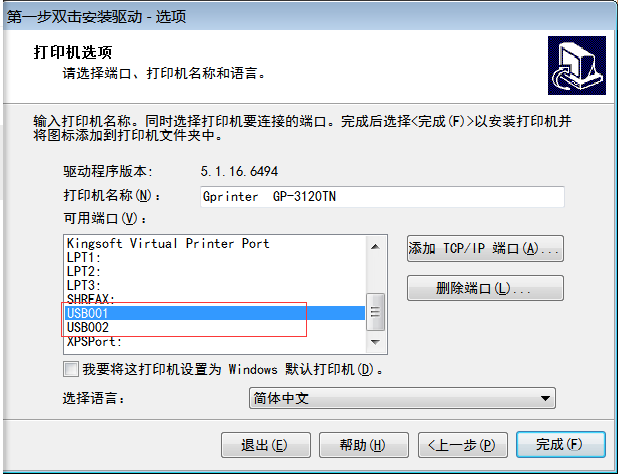 第一步双击安装驱动 - 选项
打印机选项
请选择端口、打印机名称和语言。
输入打印机名称。同时选择打印机要连接的端口。完成后选择<完成(F)>以安装打印机并
将图标添加到打印机文件夹中。
驱动程序版本: 5.1.16.6494
打印机名称(N): Gprinter  GP-3120TN
可用端口(V):
Kingsoft Virtual Printer Port
LPT1:
LPT2:
LPT3:
SHRFAX:
USB001
USB002
XPSPort:
添加 TCP/IP 端口(A)...
删除端口(L)...
我要将这打印机设置为 Windows 默认打印机(D)。
选择语言: 简体中文
退出(E) 帮助(H) <上一步(P) 完成(F)